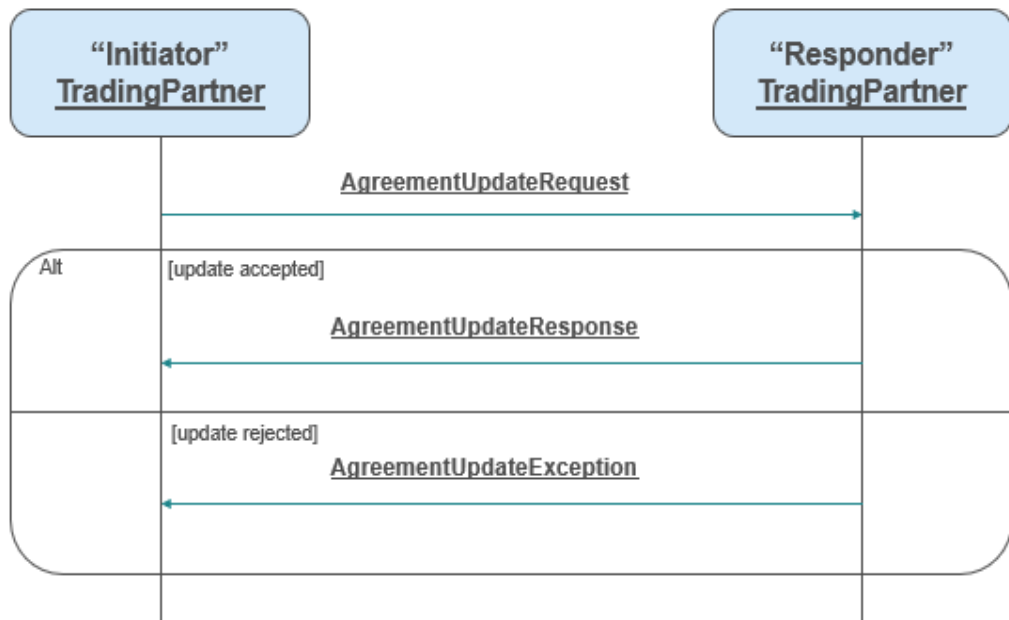 “Initiator”
TradingPartner
“Responder”
TradingPartner
AgreementUpdateRequest
Alt
[update accepted]
AgreementUpdateResponse
[update rejected]
AgreementUpdateException